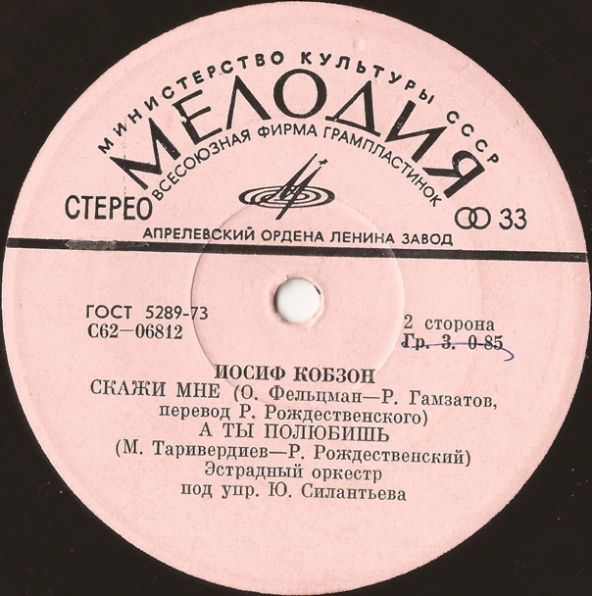 МИНИСТЕРСТВО КУЛЬТУРЫ СССР
МЕЛОДИЯ
ВСЕСОЮЗНАЯ ФИРМА ГРАМПЛАСТИНОК
СТЕРЕО
33
АПРЕЛЕВСКИЙ ОРДЕНА ЛЕНИНА ЗАВОД
ГОСТ 5289-73
С62—06812
2 сторона
Гр. 3. 0-85
ИОСИФ КОБЗОН
СКАЖИ МНЕ (О. Фельцман—Р. Гамзатов,
перевод Р. Рождественского)
А ТЫ ПОЛЮБИШЬ
(М. Таривердиев—Р. Рождественский)
Эстрадный оркестр
под упр. Ю. Силантьева